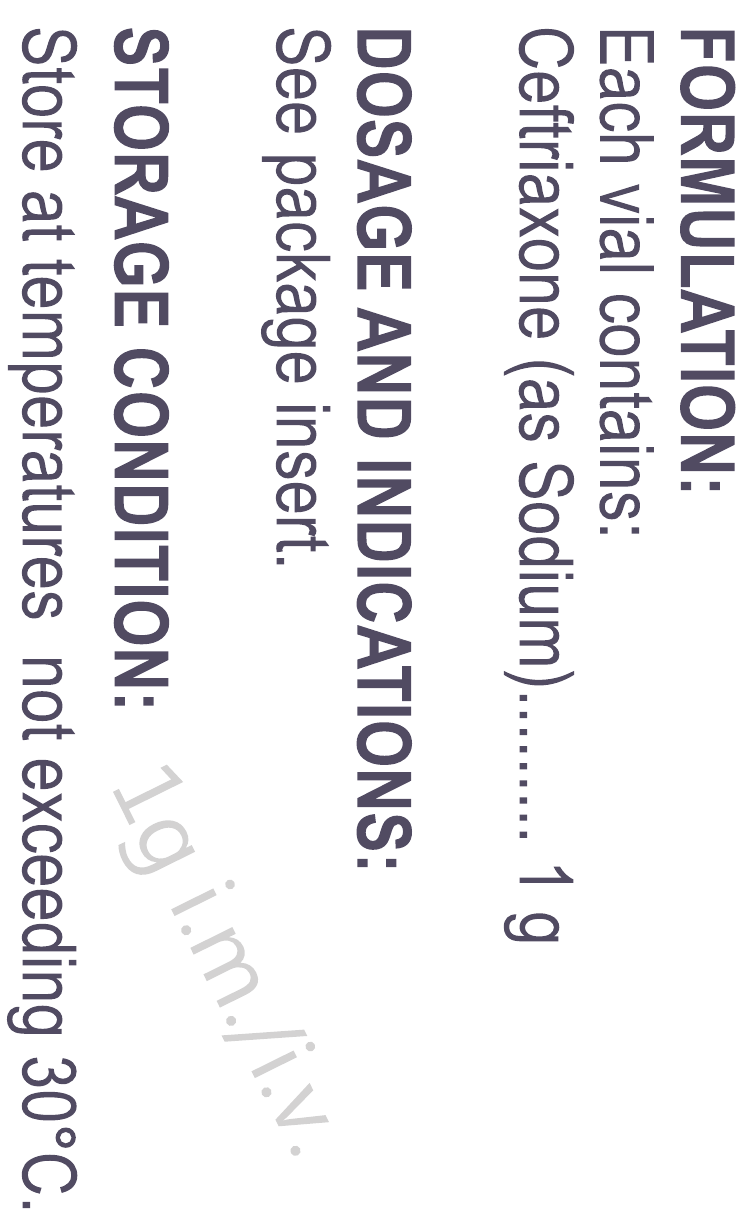 FORMULATION:
Each vial contains:
Ceftriaxone (as Sodium)......... 1 g
DOSAGE AND INDICATIONS:
See package insert.
STORAGE CONDITION:
Store at temperatures not exceeding 30°C.
1g i.m./i.v.